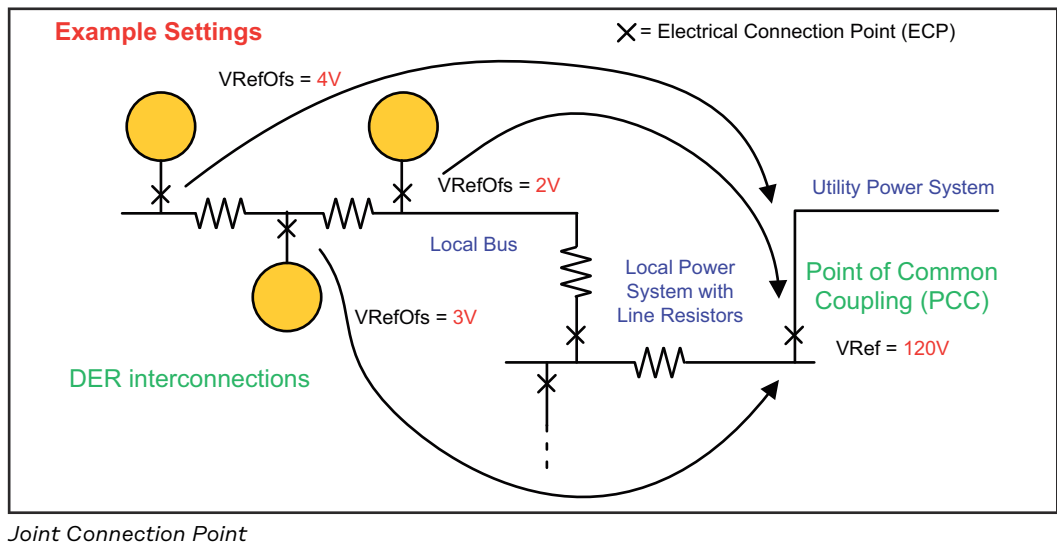 Example Settings
X = Electrical Connection Point (ECP)
VRefOfs = 4V
VRefOfs = 2V
Utility Power System
Local Bus
Local Power
System with
Line Resistors
Point of Common
Coupling (PCC)
VRefOfs = 3V
VRef = 120V
DER interconnections
Joint Connection Point